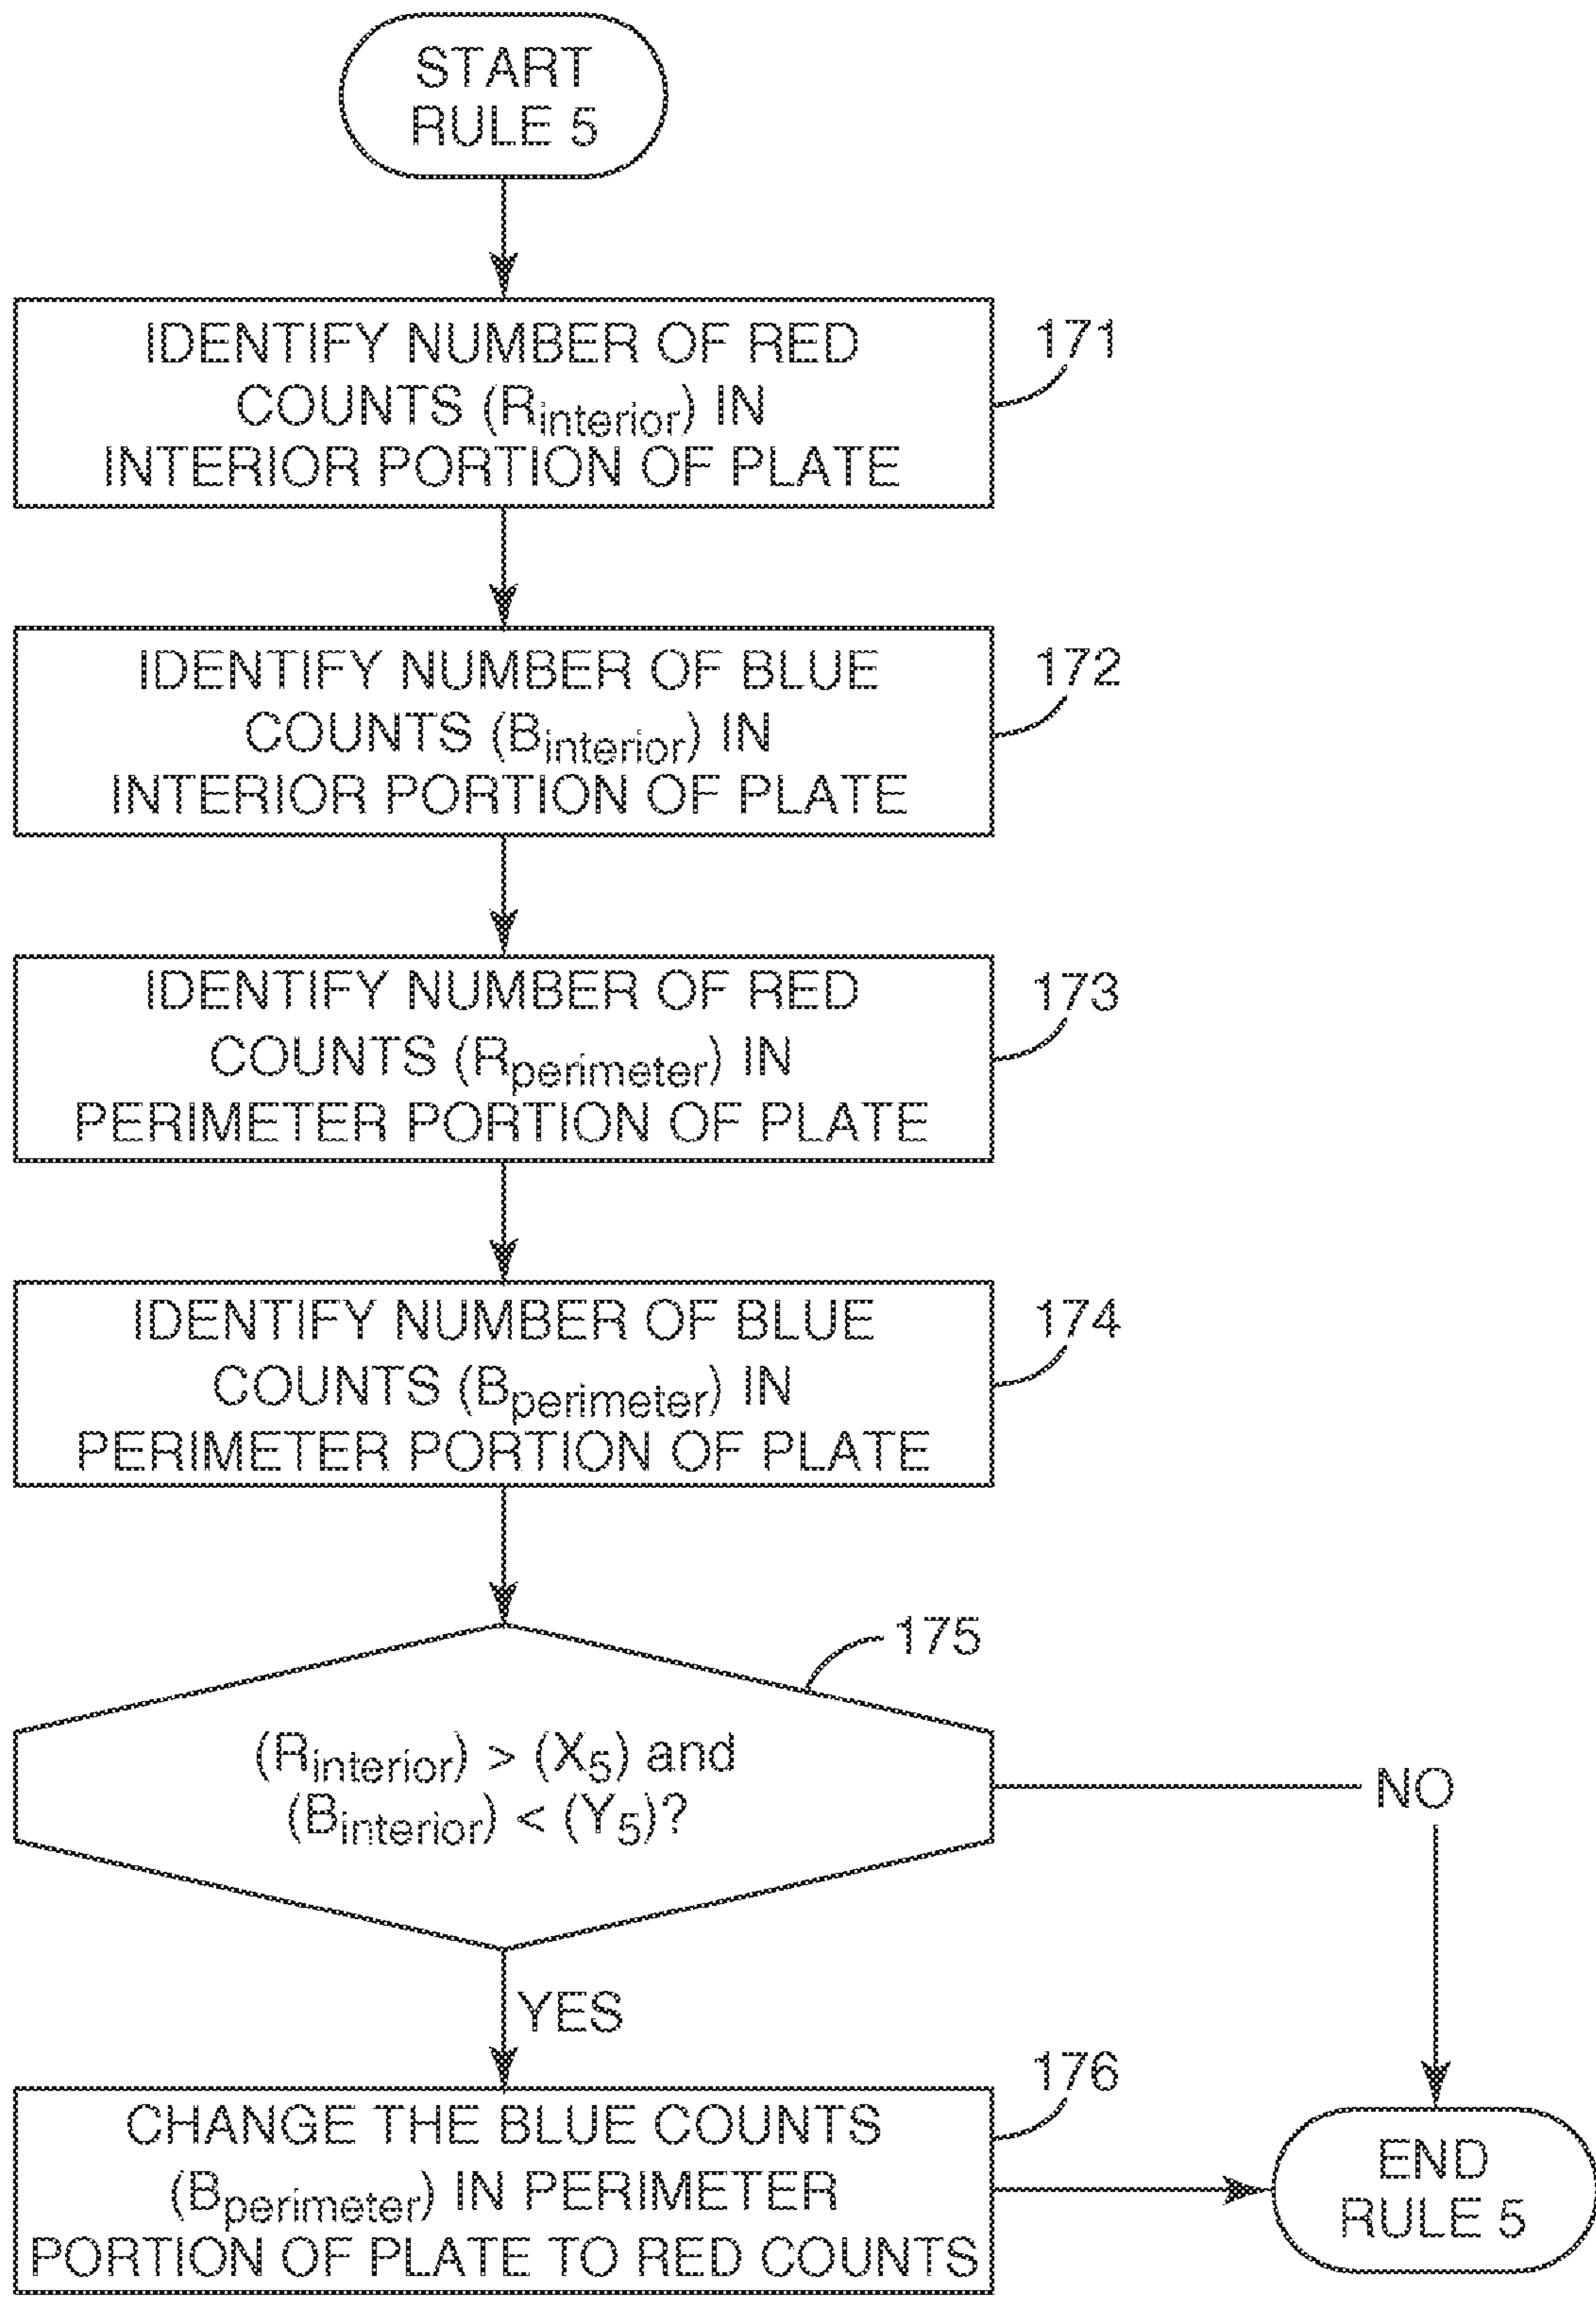 START
RULE 5
IDENTIFY NUMBER OF RED
COUNTS (Rinterior) IN
INTERIOR PORTION OF PLATE
171
IDENTIFY NUMBER OF BLUE
COUNTS (Binterior) IN
INTERIOR PORTION OF PLATE
172
IDENTIFY NUMBER OF RED
COUNTS (Rperimeter) IN
PERIMETER PORTION OF PLATE
173
IDENTIFY NUMBER OF BLUE
COUNTS (Bperimeter) IN
PERIMETER PORTION OF PLATE
174
175
(Rinterior) > (X5) and
(Binterior) < (Y5)?
NO
YES
176
CHANGE THE BLUE COUNTS
(Bperimeter) IN PERIMETER
PORTION OF PLATE TO RED COUNTS
END
RULE 5